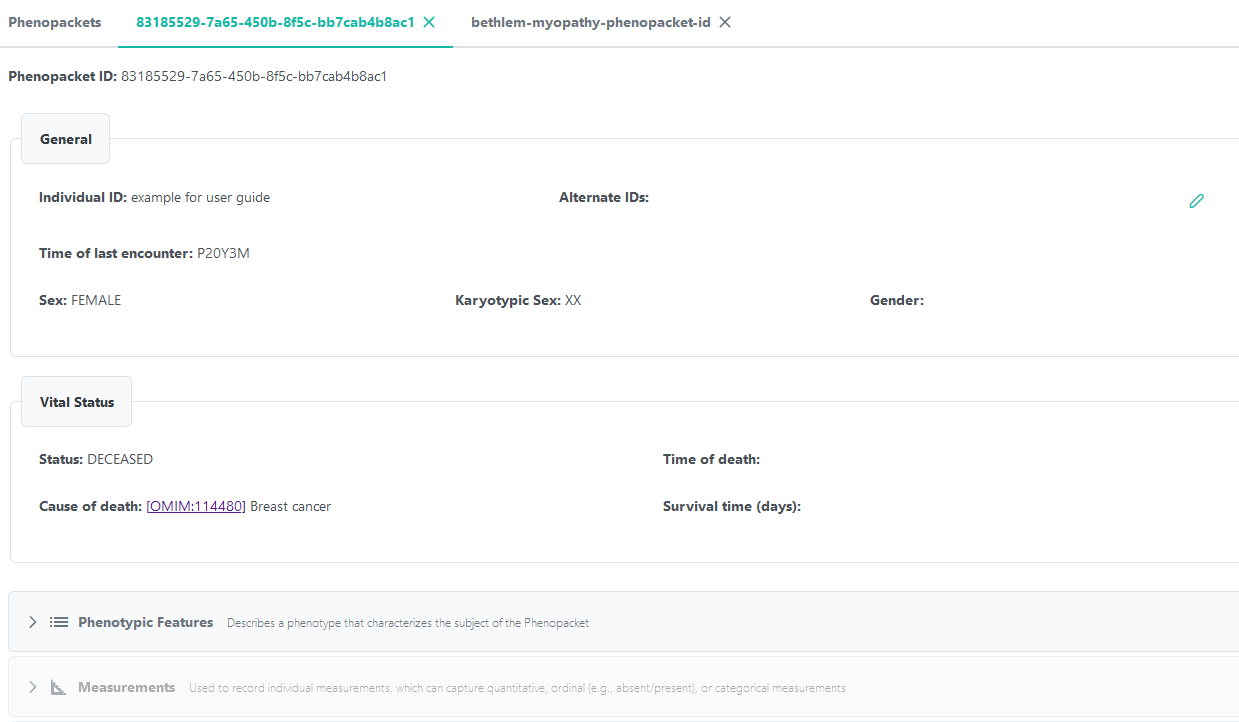 Phenopackets 83185529-7a65-450b-8f5c-bb7cab4b8ac1 bethlem-myopathy-phenopacket-id
Phenopacket ID: 83185529-7a65-450b-8f5c-bb7cab4b8ac1
General
Individual ID: example for user guide Alternate IDs:
Time of last encounter: P20Y3M
Sex: FEMALE Karyotypic Sex: XX Gender:
Vital Status
Status: DECEASED Time of death:
Cause of death: [OMIM:114480] Breast cancer Survival time (days):
Phenotypic Features Describes a phenotype that characterizes the subject of the Phenopacket
Measurements Used to record individual measurements, which can capture quantitative, ordinal (e.g., absent/present), or categorical measurements